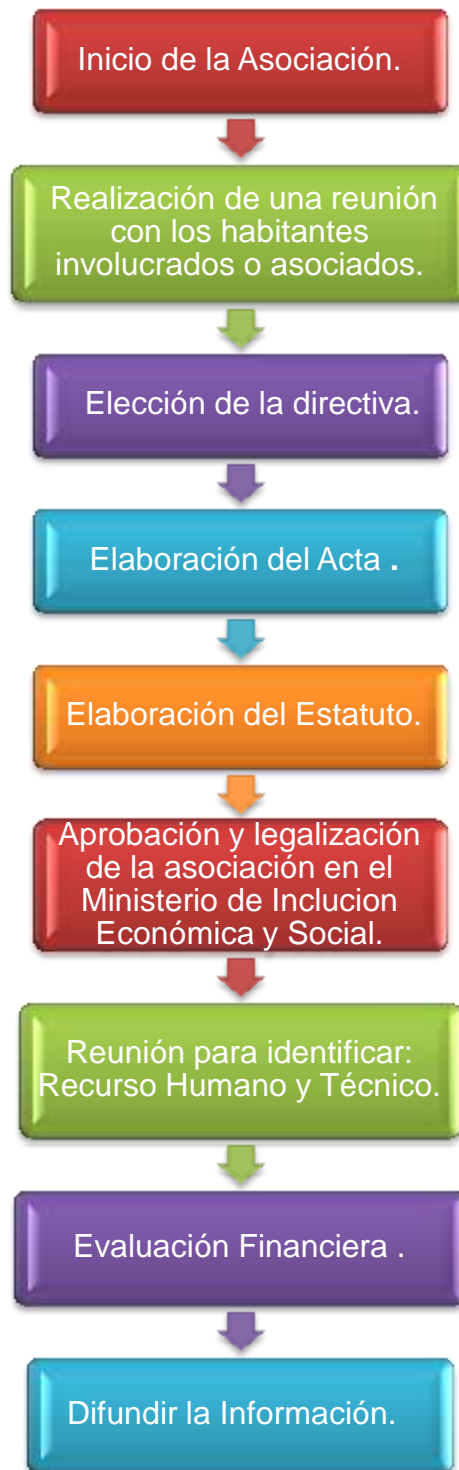 Inicio de la Asociación.
Realización de una reunión
con los habitantes
involucrados o asociados.
Elección de la directiva.
Elaboración del Acta .
Elaboración del Estatuto.
Aprobación y legalización
de la asociación en el
Ministerio de Inclucion
Económica y Social.
Reunión para identificar:
Recurso Humano y Técnico.
Evaluación Financiera .
Difundir la Información.